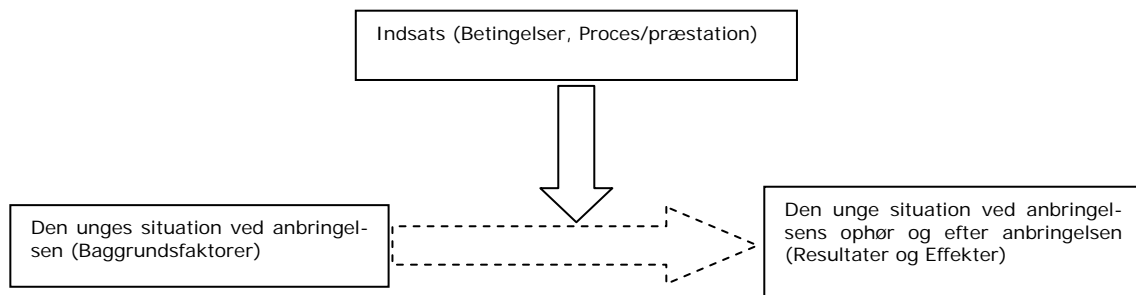 Indsats (Betingelser, Proces/præstation)
Den unges situation ved anbringel-
sen (Baggrundsfaktorer)
Den unge situation ved anbringel-
sens ophør og efter anbringelsen
(Resultater og Effekter)